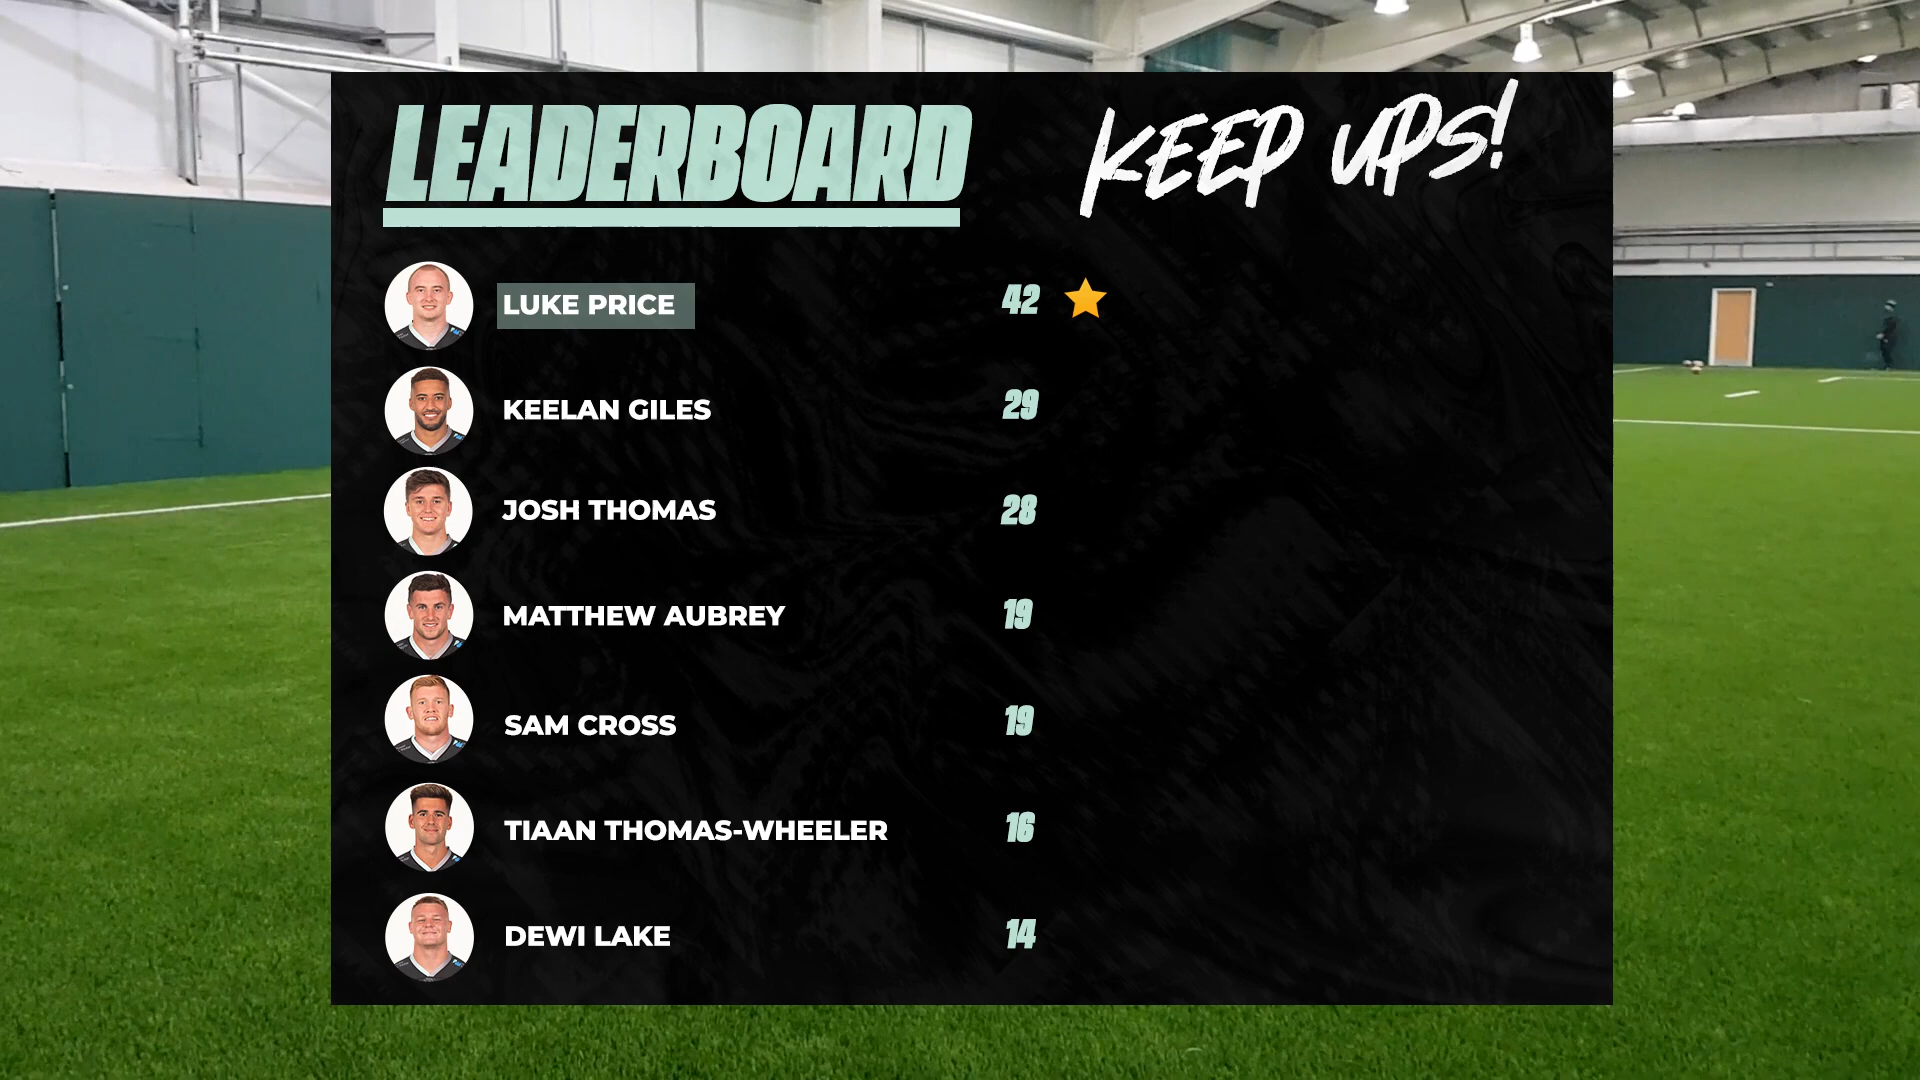 LEADERBOARD
KEEP UPS!
LUKE PRICE 42
KEELAN GILES 29
JOSH THOMAS 28
MATTHEW AUBREY 19
SAM CROSS 19
TIAAN THOMAS-WHEELER 16
DEWI LAKE 14